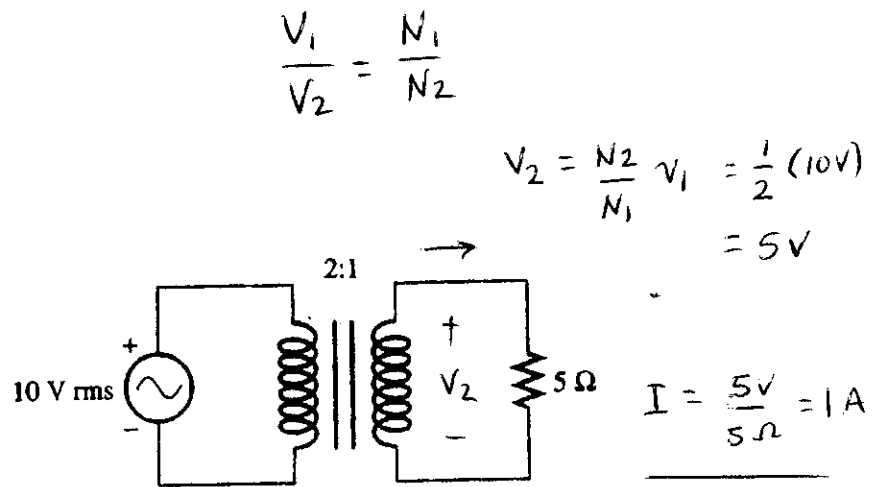 V₁/V₂ = N₁/N₂
V₂ = N₂/N₁ V₁ = 1/2 (10V)
= 5V
2:1
+
10 V rms
−
+
V₂
−
5 Ω
I = 5V/5Ω = 1 A